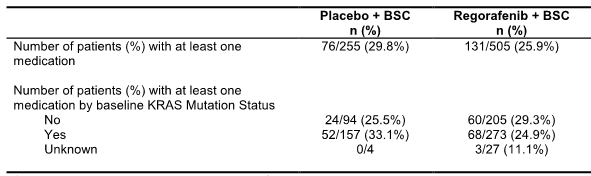 Placebo + BSC Regorafenib + BSC
n (%) n (%)
Number of patients (%) with at least one 76/255 (29.8%) 131/505 (25.9%)
medication
Number of patients (%) with at least one
medication by baseline KRAS Mutation Status
No 24/94 (25.5%) 60/205 (29.3%)
Yes 52/157 (33.1%) 68/273 (24.9%)
Unknown 0/4 3/27 (11.1%)